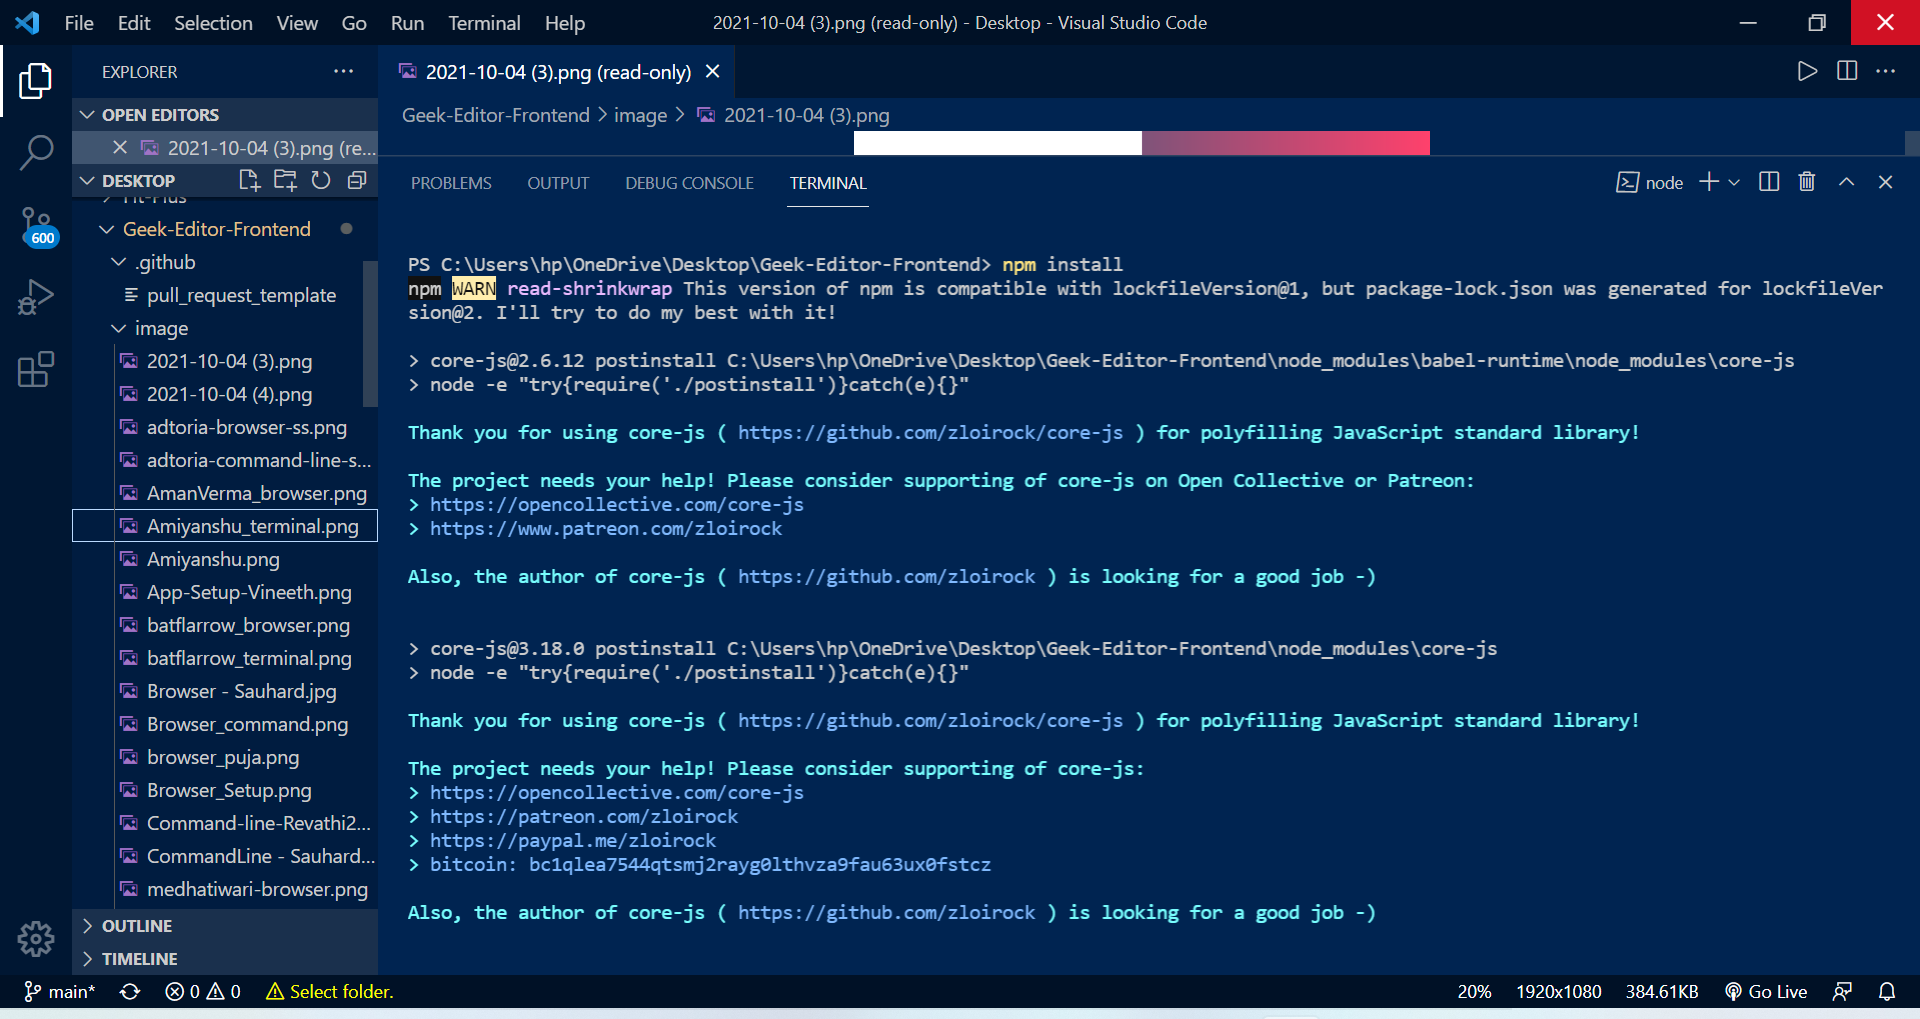 File Edit Selection View Go Run Terminal Help
2021-10-04 (3).png (read-only) - Desktop - Visual Studio Code
EXPLORER
2021-10-04 (3).png (read-only)
OPEN EDITORS
2021-10-04 (3).png (re...
DESKTOP
Fit-Plus
Geek-Editor-Frontend
.github
pull_request_template
image
2021-10-04 (3).png
2021-10-04 (4).png
adtoria-browser-ss.png
adtoria-command-line-s...
AmanVerma_browser.png
Amiyanshu_terminal.png
Amiyanshu.png
App-Setup-Vineeth.png
batflarrow_browser.png
batflarrow_terminal.png
Browser - Sauhard.jpg
Browser_command.png
browser_puja.png
Browser_Setup.png
Command-line-Revathi2...
CommandLine - Sauhard...
medhatiwari-browser.png
OUTLINE
TIMELINE
600
Geek-Editor-Frontend > image > 2021-10-04 (3).png
PROBLEMS OUTPUT DEBUG CONSOLE TERMINAL
node
PS C:\Users\hp\OneDrive\Desktop\Geek-Editor-Frontend> npm install
npm WARN read-shrinkwrap This version of npm is compatible with lockfileVersion@1, but package-lock.json was generated for lockfileVer
sion@2. I'll try to do my best with it!
> core-js@2.6.12 postinstall C:\Users\hp\OneDrive\Desktop\Geek-Editor-Frontend\node_modules\babel-runtime\node_modules\core-js
> node -e "try{require('./postinstall')}catch(e){}"
Thank you for using core-js ( https://github.com/zloirock/core-js ) for polyfilling JavaScript standard library!
The project needs your help! Please consider supporting of core-js on Open Collective or Patreon:
> https://opencollective.com/core-js
> https://www.patreon.com/zloirock
Also, the author of core-js ( https://github.com/zloirock ) is looking for a good job -)
> core-js@3.18.0 postinstall C:\Users\hp\OneDrive\Desktop\Geek-Editor-Frontend\node_modules\core-js
> node -e "try{require('./postinstall')}catch(e){}"
Thank you for using core-js ( https://github.com/zloirock/core-js ) for polyfilling JavaScript standard library!
The project needs your help! Please consider supporting of core-js:
> https://opencollective.com/core-js
> https://patreon.com/zloirock
> https://paypal.me/zloirock
> bitcoin: bc1qlea7544qtsmj2rayg0lthvza9fau63ux0fstcz
Also, the author of core-js ( https://github.com/zloirock ) is looking for a good job -)
main* 0 0 Select folder. 20% 1920x1080 384.61KB Go Live